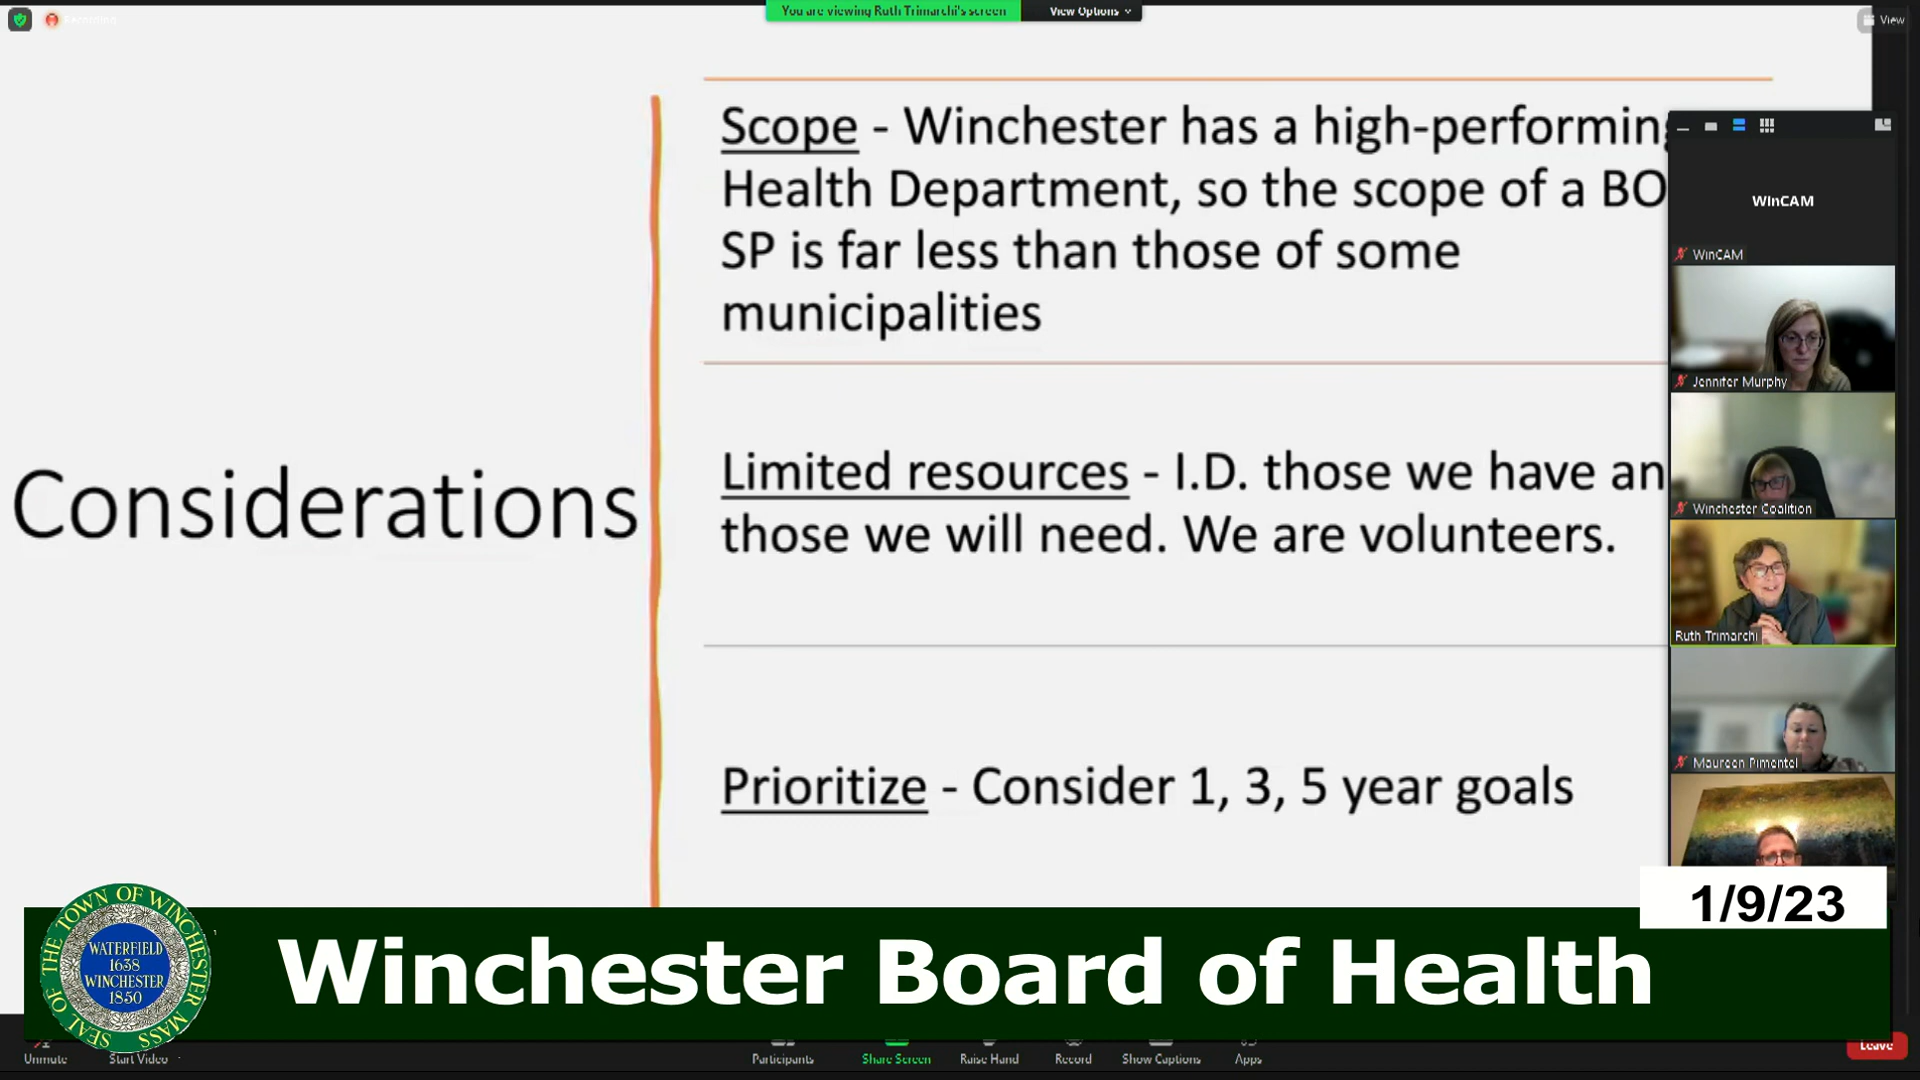 Recording
You are viewing Ruth Trimarchi's screen
View Options
View
Scope - Winchester has a high-performing
Health Department, so the scope of a BO
SP is far less than those of some
municipalities
Considerations
Limited resources - I.D. those we have an
those we will need. We are volunteers.
Prioritize - Consider 1, 3, 5 year goals
WinCAM
WinCAM
Jennifer Murphy
Winchester Coalition
Ruth Trimarchi
Maureen Pimentel
1/9/23
THE TOWN OF WINCHESTER MASS SEAL OF
WATERFIELD
1638
WINCHESTER
1850
Winchester Board of Health
Unmute
Start Video
Participants
Share Screen
Raise Hand
Record
Show Captions
Apps
Leave